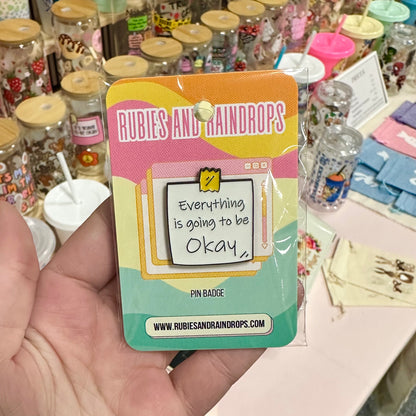 RUBIES AND RAINDROPS
Everything
is going to be
Okay
PIN BADGE
WWW.RUBIESANDRAINDROPS.COM